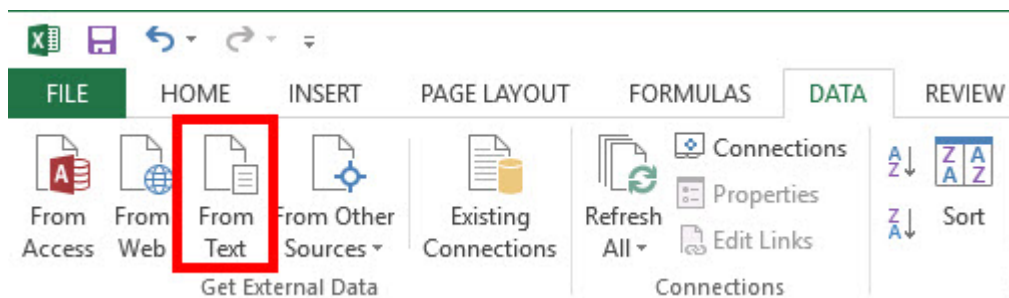 FILE HOME INSERT PAGE LAYOUT FORMULAS DATA REVIEW
From Access
From Web
From Text
From Other Sources
Existing Connections
Refresh All
Connections
Properties
Edit Links
Sort
Get External Data
Connections